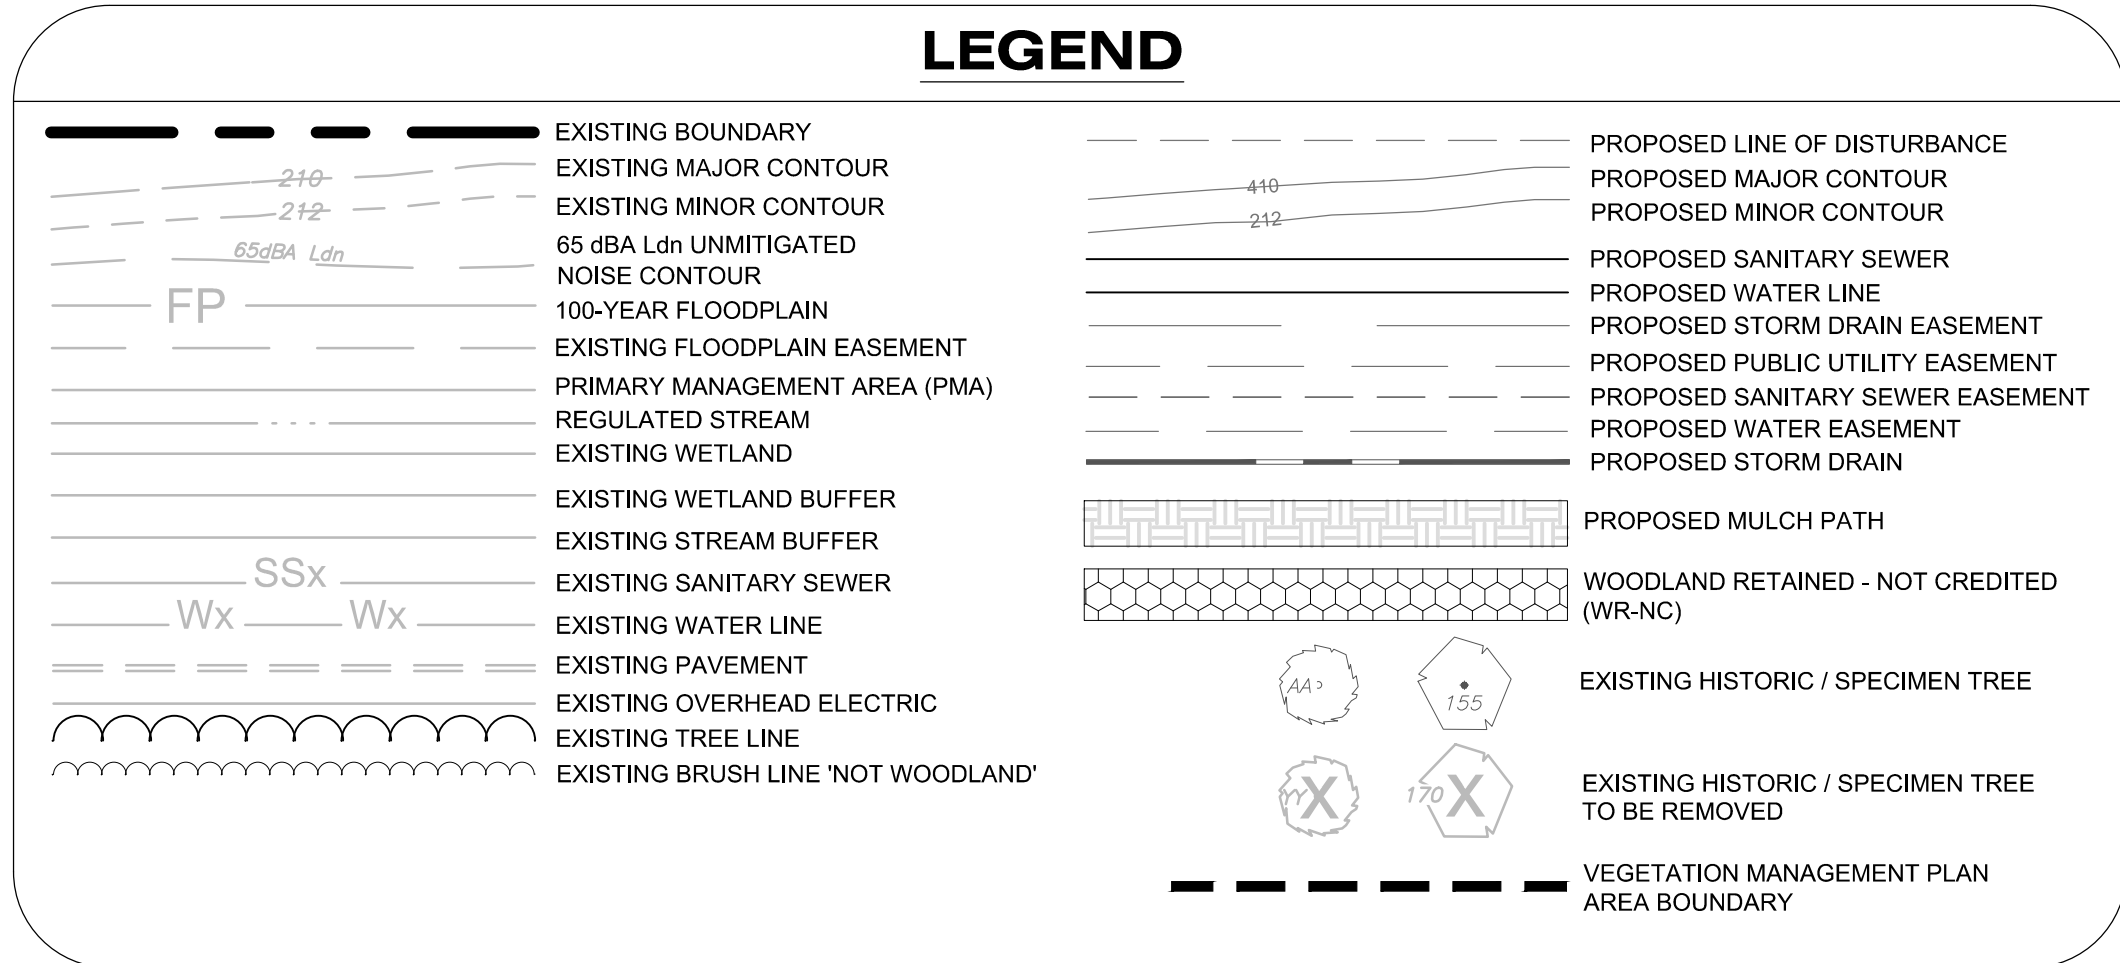 LEGEND
EXISTING BOUNDARY
210
EXISTING MAJOR CONTOUR
212
EXISTING MINOR CONTOUR
65dBA Ldn
65 dBA Ldn UNMITIGATED
NOISE CONTOUR
FP
100-YEAR FLOODPLAIN
EXISTING FLOODPLAIN EASEMENT
PRIMARY MANAGEMENT AREA (PMA)
REGULATED STREAM
EXISTING WETLAND
EXISTING WETLAND BUFFER
EXISTING STREAM BUFFER
SSx
EXISTING SANITARY SEWER
Wx Wx
EXISTING WATER LINE
EXISTING PAVEMENT
EXISTING OVERHEAD ELECTRIC
EXISTING TREE LINE
EXISTING BRUSH LINE 'NOT WOODLAND'
PROPOSED LINE OF DISTURBANCE
410
PROPOSED MAJOR CONTOUR
212
PROPOSED MINOR CONTOUR
PROPOSED SANITARY SEWER
PROPOSED WATER LINE
PROPOSED STORM DRAIN EASEMENT
PROPOSED PUBLIC UTILITY EASEMENT
PROPOSED SANITARY SEWER EASEMENT
PROPOSED WATER EASEMENT
PROPOSED STORM DRAIN
PROPOSED MULCH PATH
WOODLAND RETAINED - NOT CREDITED
(WR-NC)
AA 155
EXISTING HISTORIC / SPECIMEN TREE
YY X 170 X
EXISTING HISTORIC / SPECIMEN TREE
TO BE REMOVED
VEGETATION MANAGEMENT PLAN
AREA BOUNDARY